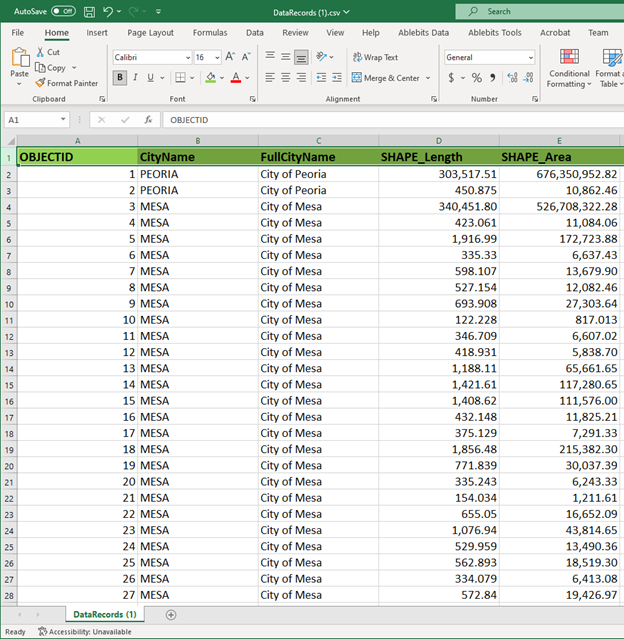 AutoSave Off DataRecords (1).csv Search
File Home Insert Page Layout Formulas Data Review View Help Ablebits Data Ablebits Tools Acrobat Team
Paste Cut Copy Format Painter
Calibri 16 A A
B I U A
ab Wrap Text
Merge & Center
General
$ % 9
Conditional Formatting Format a Table
Clipboard Font Alignment Number
A1 fx OBJECTID
A B C D E
1 OBJECTID CityName FullCityName SHAPE_Length SHAPE_Area
2 1 PEORIA City of Peoria 303,517.51 676,350,952.82
3 2 PEORIA City of Peoria 450.875 10,862.46
4 3 MESA City of Mesa 340,451.80 526,708,322.28
5 4 MESA City of Mesa 423.061 11,084.06
6 5 MESA City of Mesa 1,916.99 172,723.88
7 6 MESA City of Mesa 335.33 6,637.43
8 7 MESA City of Mesa 598.107 13,679.90
9 8 MESA City of Mesa 527.154 12,082.46
10 9 MESA City of Mesa 693.908 27,303.64
11 10 MESA City of Mesa 122.228 817.013
12 11 MESA City of Mesa 346.709 6,607.02
13 12 MESA City of Mesa 418.931 5,838.70
14 13 MESA City of Mesa 1,188.11 65,661.65
15 14 MESA City of Mesa 1,421.61 117,280.65
16 15 MESA City of Mesa 1,408.62 111,576.00
17 16 MESA City of Mesa 432.148 11,825.21
18 17 MESA City of Mesa 375.129 7,291.33
19 18 MESA City of Mesa 1,856.48 215,382.30
20 19 MESA City of Mesa 771.839 30,037.39
21 20 MESA City of Mesa 335.243 6,243.33
22 21 MESA City of Mesa 154.034 1,211.61
23 22 MESA City of Mesa 655.05 16,652.09
24 23 MESA City of Mesa 1,076.94 43,814.65
25 24 MESA City of Mesa 529.959 13,490.36
26 25 MESA City of Mesa 562.893 18,519.30
27 26 MESA City of Mesa 334.079 6,413.08
28 27 MESA City of Mesa 572.84 19,426.97
DataRecords (1)
Ready Accessibility: Unavailable